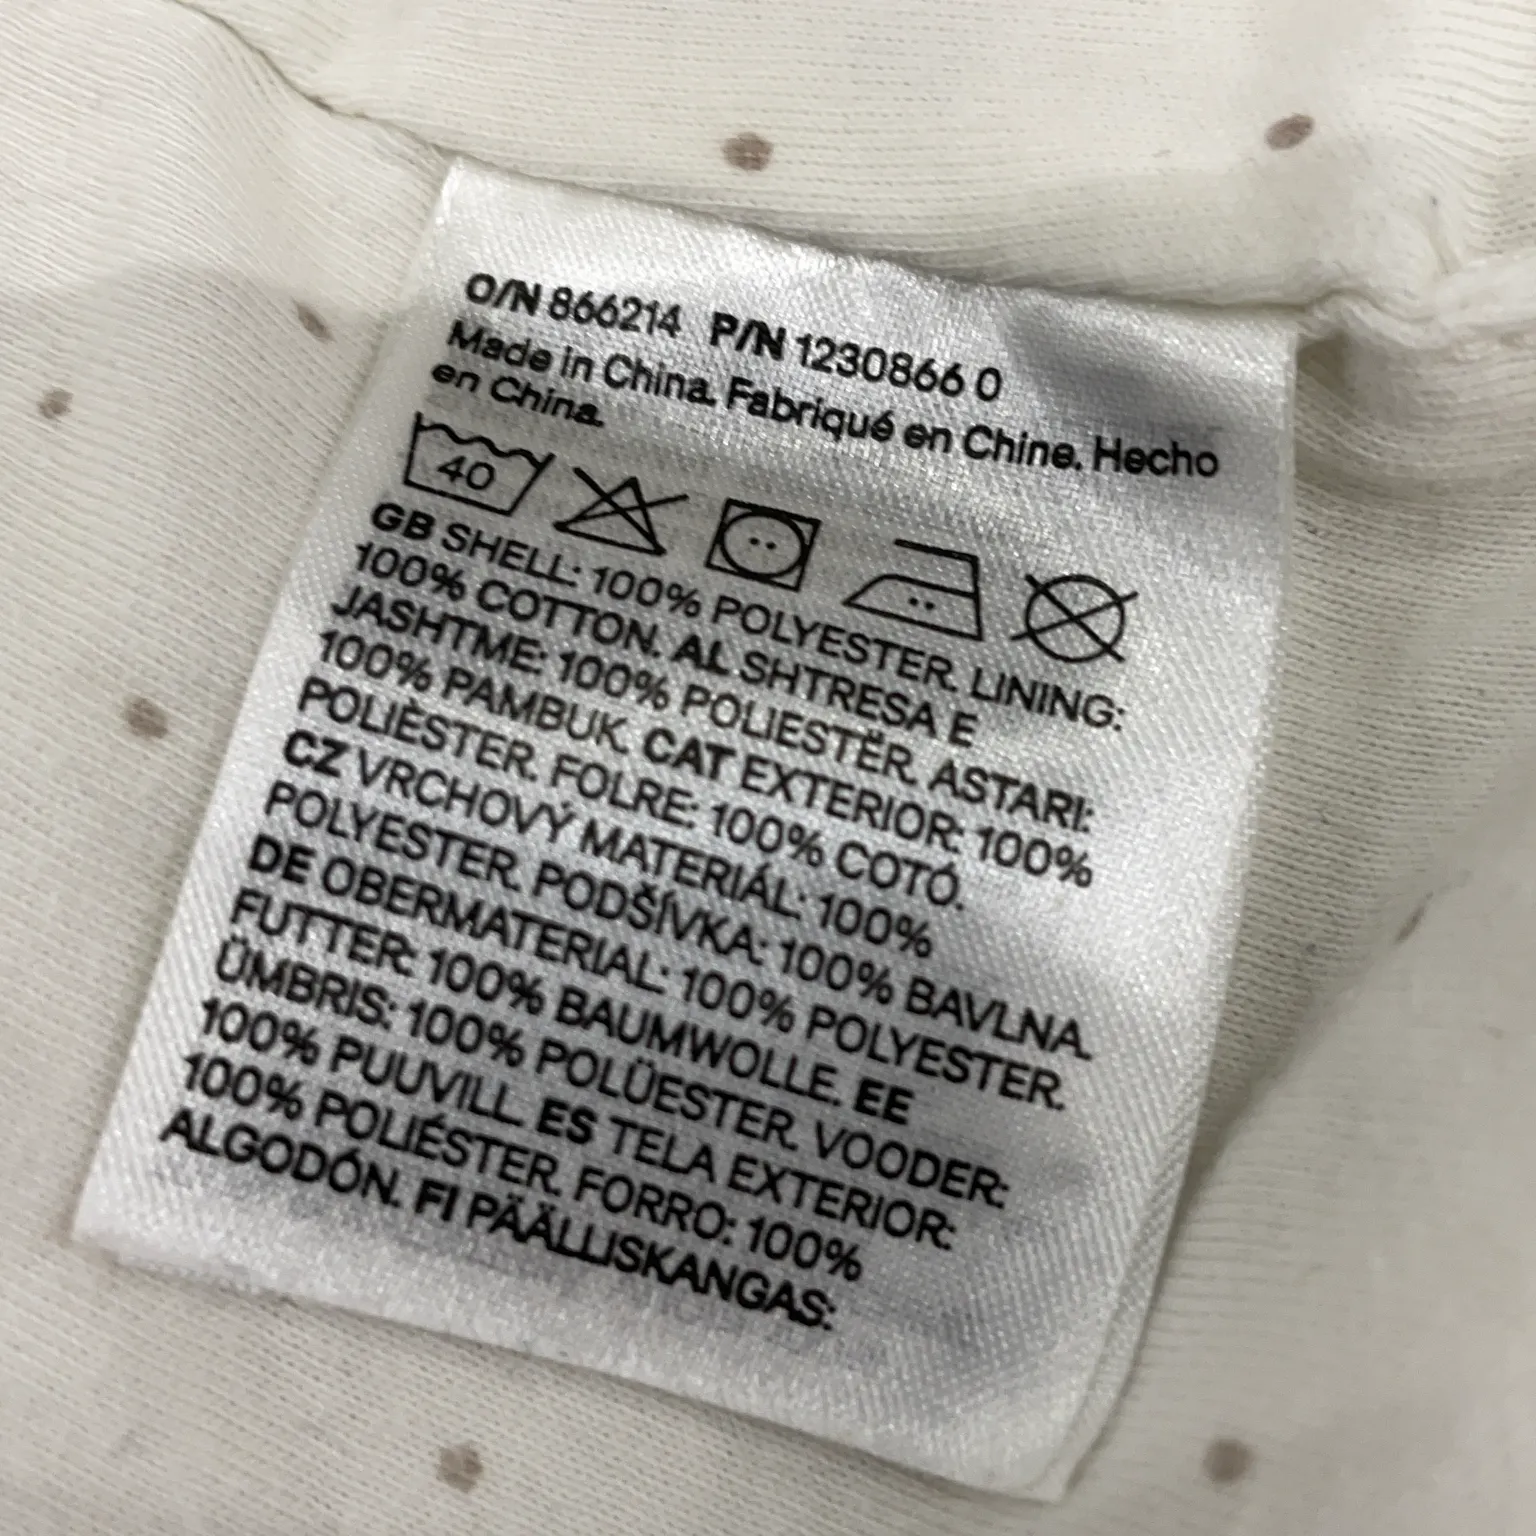 O/N 866214 P/N 1230866 0
Made in China. Fabriqué en Chine. Hecho
en China.
40
GB SHELL: 100% POLYESTER. LINING:
100% COTTON. AL SHTRESA E
JASHTME: 100% POLIESTËR. ASTARI:
100% PAMBUK. CAT EXTERIOR: 100%
POLIÈSTER. FOLRE: 100% COTÓ.
CZ VRCHOVÝ MATERIÁL: 100%
POLYESTER. PODŠÍVKA: 100% BAVLNA.
DE OBERMATERIAL: 100% POLYESTER.
FUTTER: 100% BAUMWOLLE. EE
ÜMBRIS: 100% POLÜESTER. VOODER:
100% PUUVILL. ES TELA EXTERIOR:
100% POLIÉSTER. FORRO: 100%
ALGODÓN. FI PÄÄLLISKANGAS: